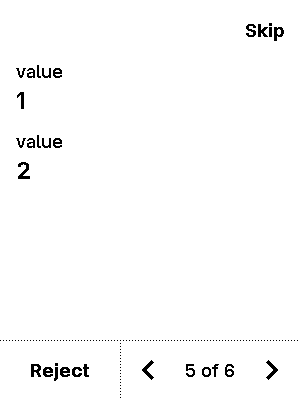 Skip
value
1
value
2
Reject
5 of 6